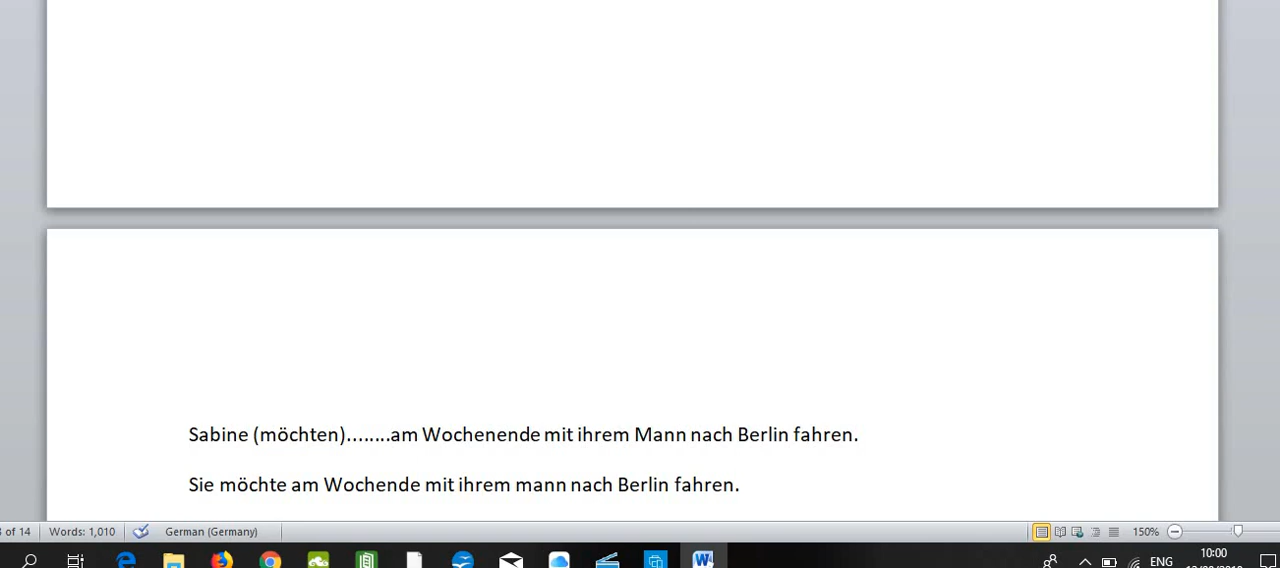 Sabine (möchten)........am Wochenende mit ihrem Mann nach Berlin fahren.
Sie möchte am Wochende mit ihrem mann nach Berlin fahren.
of 14 Words: 1,010 German (Germany) 150%
ENG 10:00